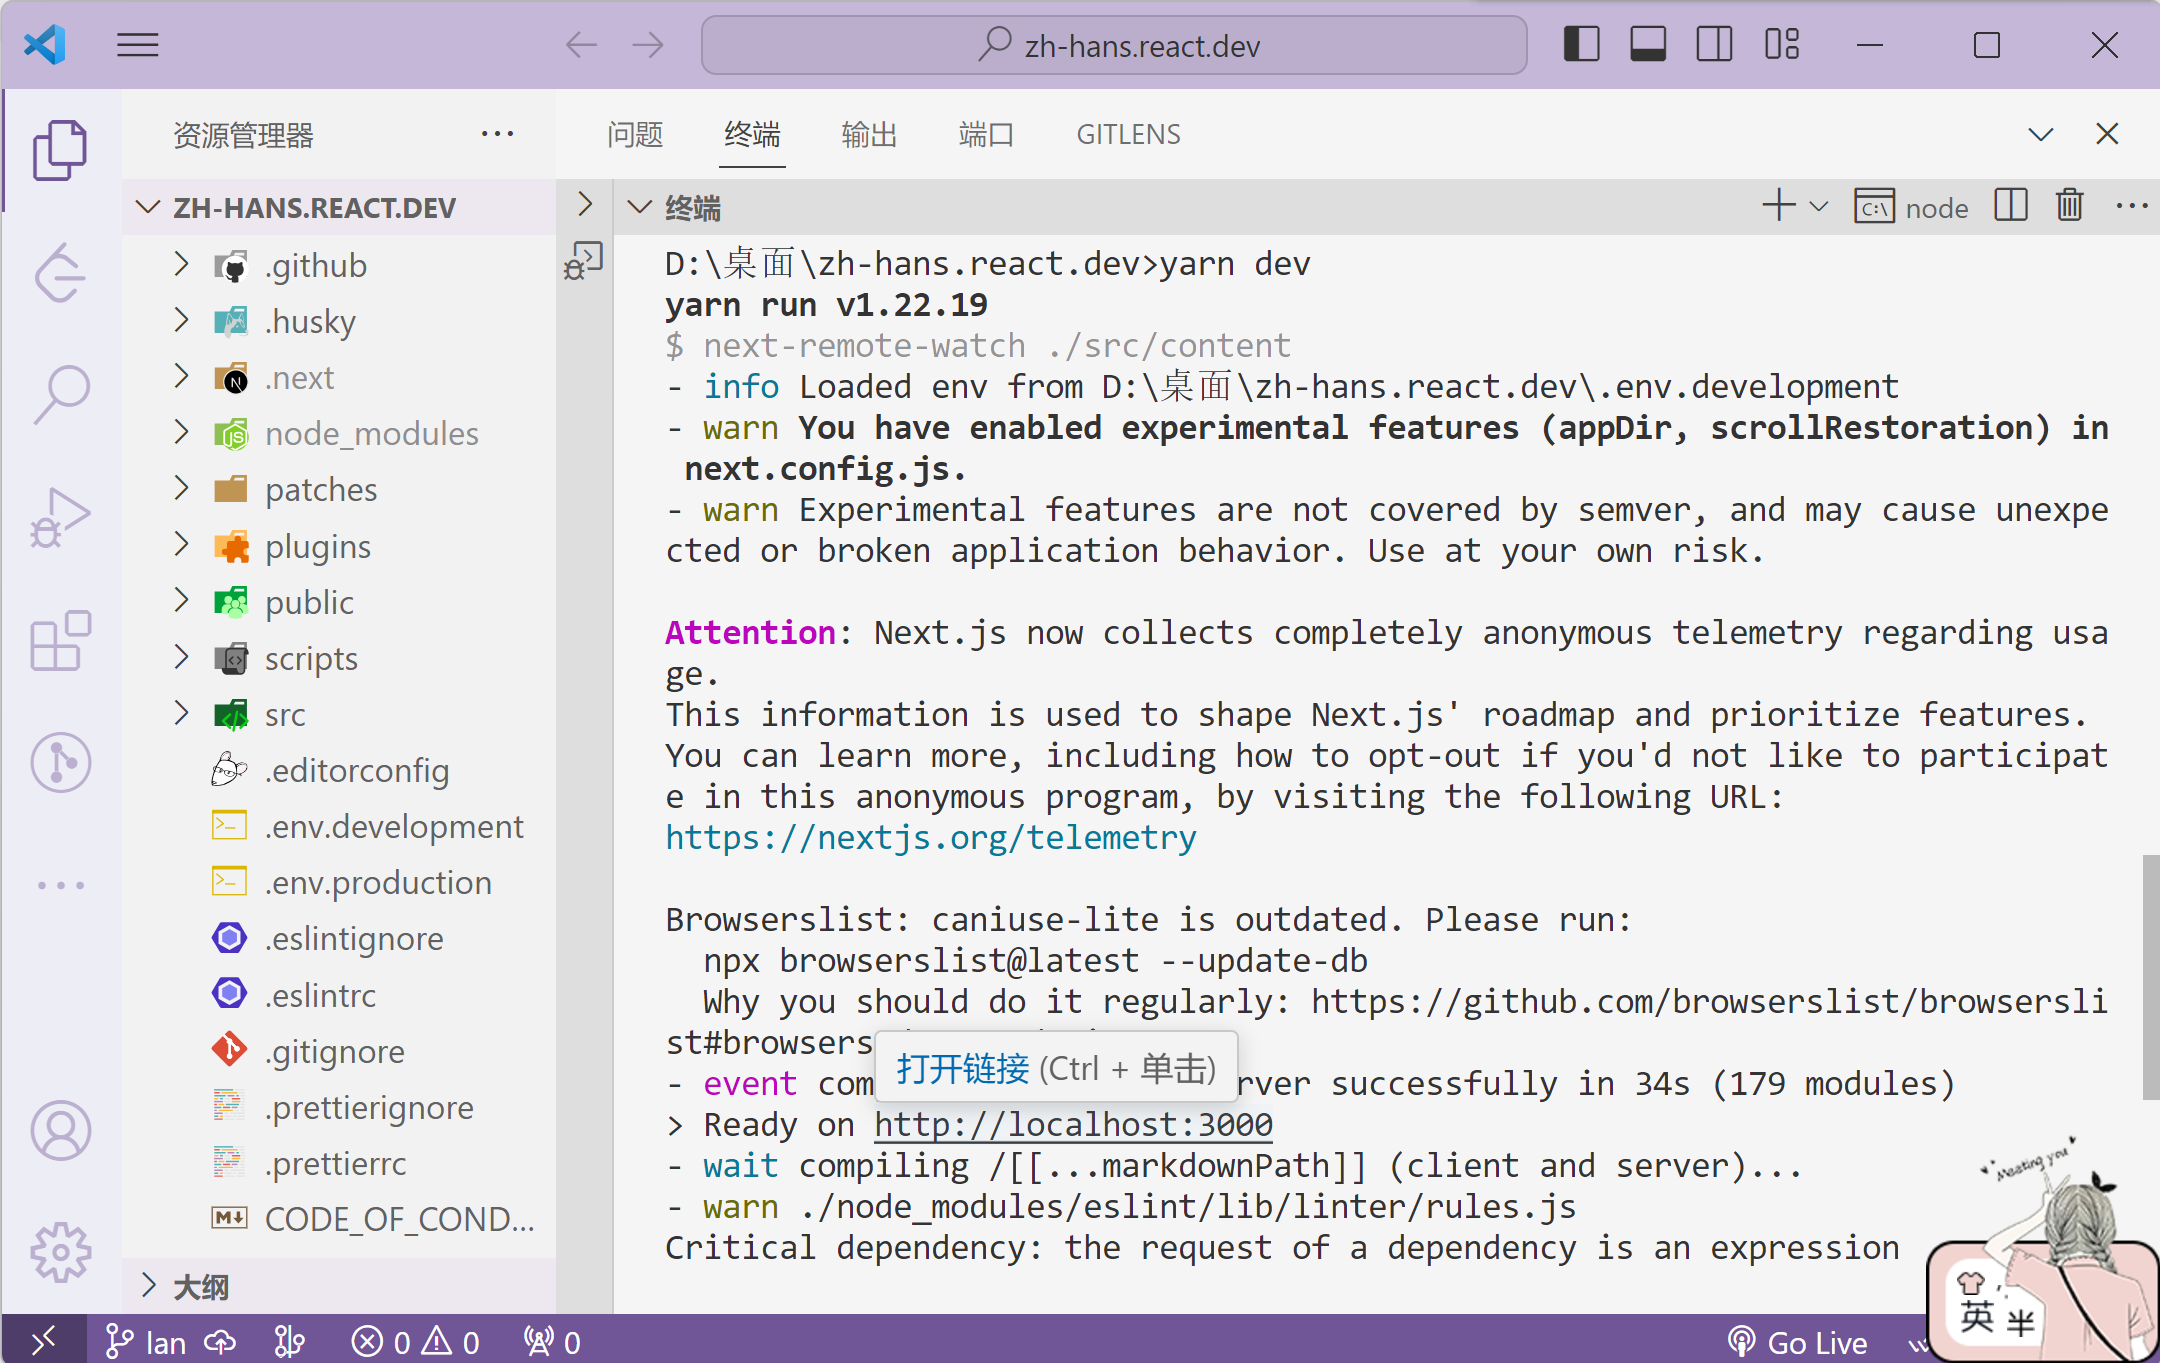 zh-hans.react.dev
资源管理器
问题 终端 输出 端口 GITLENS
ZH-HANS.REACT.DEV
.github
.husky
.next
node_modules
patches
plugins
public
scripts
src
.editorconfig
.env.development
.env.production
.eslintignore
.eslintrc
.gitignore
.prettierignore
.prettierrc
CODE_OF_COND...
大纲
终端
node
D:\桌面\zh-hans.react.dev>yarn dev
yarn run v1.22.19
$ next-remote-watch ./src/content
- info Loaded env from D:\桌面\zh-hans.react.dev\.env.development
- warn You have enabled experimental features (appDir, scrollRestoration) in
next.config.js.
- warn Experimental features are not covered by semver, and may cause unexpe
cted or broken application behavior. Use at your own risk.
Attention: Next.js now collects completely anonymous telemetry regarding usa
ge.
This information is used to shape Next.js' roadmap and prioritize features.
You can learn more, including how to opt-out if you'd not like to participat
e in this anonymous program, by visiting the following URL:
https://nextjs.org/telemetry
Browserslist: caniuse-lite is outdated. Please run:
npx browserslist@latest --update-db
Why you should do it regularly: https://github.com/browserslist/browsersli
st#browsers
打开链接 (Ctrl + 单击)
- event com rver successfully in 34s (179 modules)
> Ready on http://localhost:3000
- wait compiling /[[...markdownPath]] (client and server)...
- warn ./node_modules/eslint/lib/linter/rules.js
Critical dependency: the request of a dependency is an expression
Meeting you
英 半
lan 0 0 0 Go Live